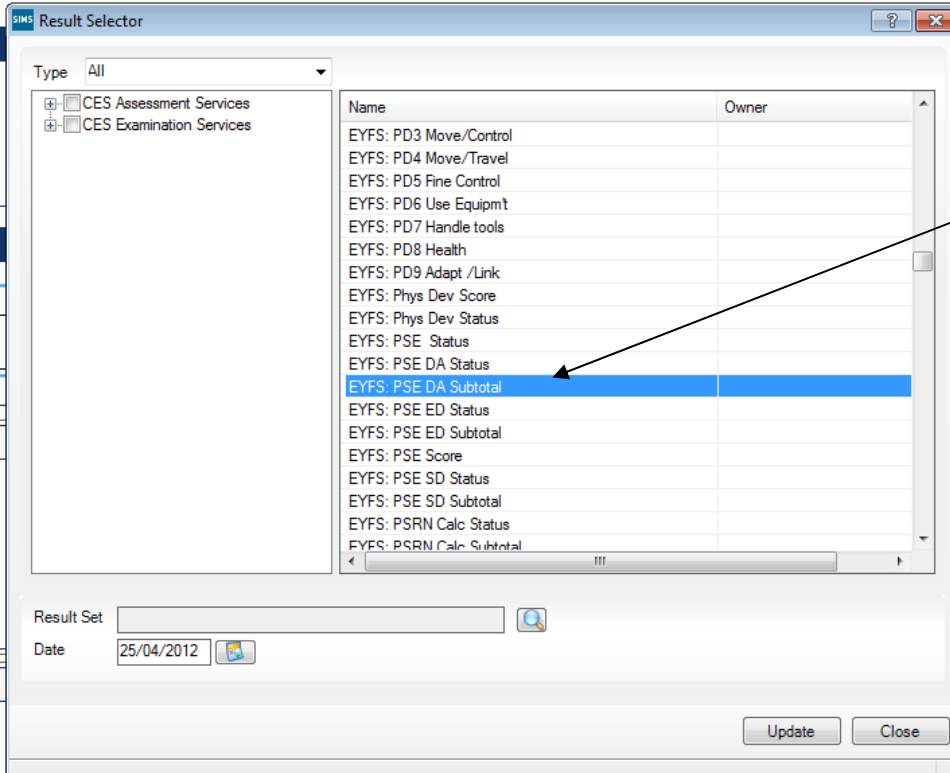 SIMS Result Selector
Type All
CES Assessment Services
CES Examination Services
Name Owner
EYFS: PD3 Move/Control
EYFS: PD4 Move/Travel
EYFS: PD5 Fine Control
EYFS: PD6 Use Equipm't
EYFS: PD7 Handle tools
EYFS: PD8 Health
EYFS: PD9 Adapt /Link
EYFS: Phys Dev Score
EYFS: Phys Dev Status
EYFS: PSE  Status
EYFS: PSE DA Status
EYFS: PSE DA Subtotal
EYFS: PSE ED Status
EYFS: PSE ED Subtotal
EYFS: PSE Score
EYFS: PSE SD Status
EYFS: PSE SD Subtotal
EYFS: PSRN Calc Status
EYFS: PSRN Calc Subtotal
Result Set
Date 25/04/2012
Update Close